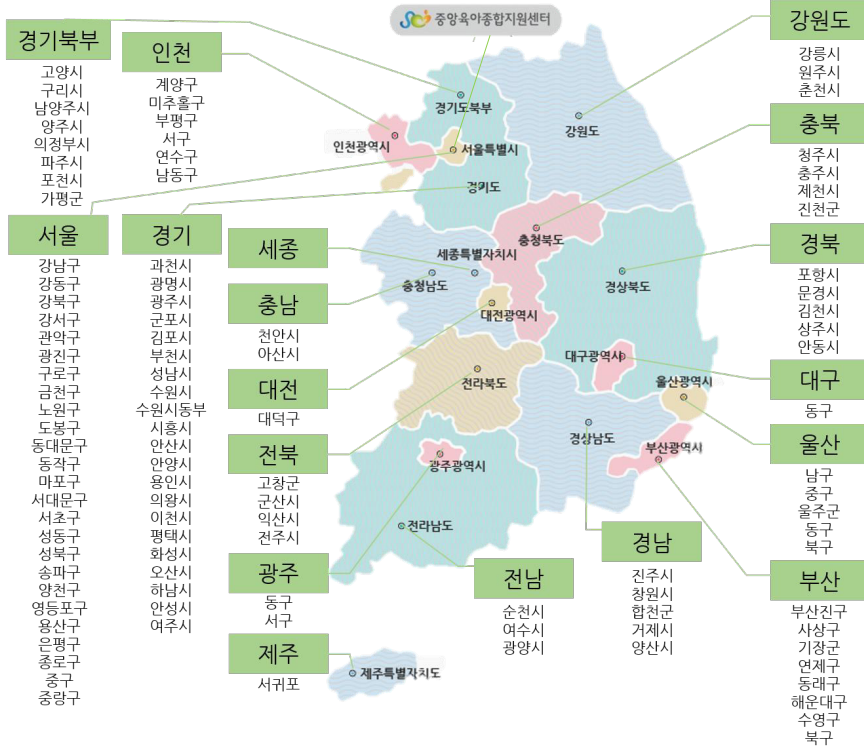 중앙육아종합지원센터
경기북부
고양시
구리시
남양주시
양주시
의정부시
파주시
포천시
가평군
인천
계양구
미추홀구
부평구
서구
연수구
남동구
서울
강남구
강동구
강북구
강서구
관악구
광진구
구로구
금천구
노원구
도봉구
동대문구
동작구
마포구
서대문구
서초구
성동구
성북구
송파구
양천구
영등포구
용산구
은평구
종로구
중구
중랑구
경기
과천시
광명시
광주시
군포시
김포시
부천시
성남시
수원시
수원시동부
시흥시
안산시
안양시
용인시
의왕시
이천시
평택시
화성시
오산시
하남시
안성시
여주시
세종
충남
천안시
아산시
대전
대덕구
전북
고창군
군산시
익산시
전주시
광주
동구
서구
제주
서귀포
경기도북부
강원도
인천광역시
서울특별시
경기도
충청북도
세종특별자치시
충청남도
경상북도
대전광역시
대구광역시
전라북도
울산광역시
경상남도
부산광역시
광주광역시
전라남도
제주특별자치도
전남
순천시
여수시
광양시
경남
진주시
창원시
합천군
거제시
양산시
강원도
강릉시
원주시
춘천시
충북
청주시
충주시
제천시
진천군
경북
포항시
문경시
김천시
상주시
안동시
대구
동구
울산
남구
중구
울주군
동구
북구
부산
부산진구
사상구
기장군
연제구
동래구
해운대구
수영구
북구